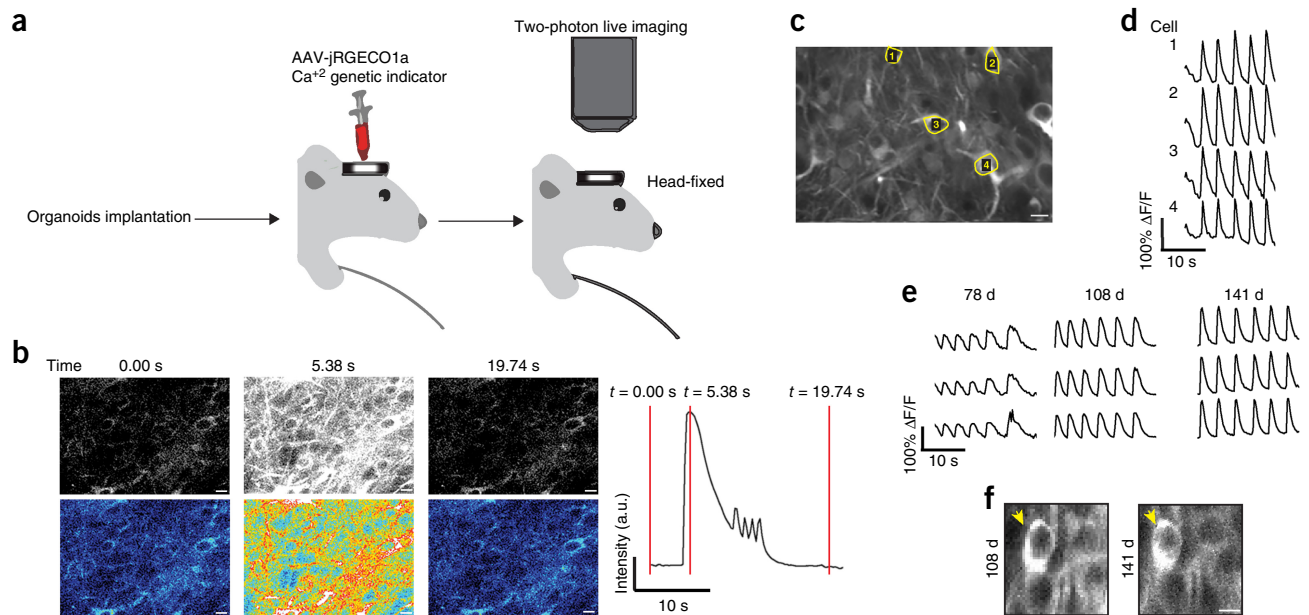 a
AAV-jRGECO1a
Ca+2 genetic indicator
Two-photon live imaging
Organoids implantation
Head-fixed
b
Time 0.00 s 5.38 s 19.74 s
t = 0.00 s t = 5.38 s t = 19.74 s
Intensity (a.u.)
10 s
c
1
2
3
4
d
Cell
1
2
3
4
100% ΔF/F
10 s
e
78 d 108 d 141 d
100% ΔF/F
10 s
f
108 d
141 d